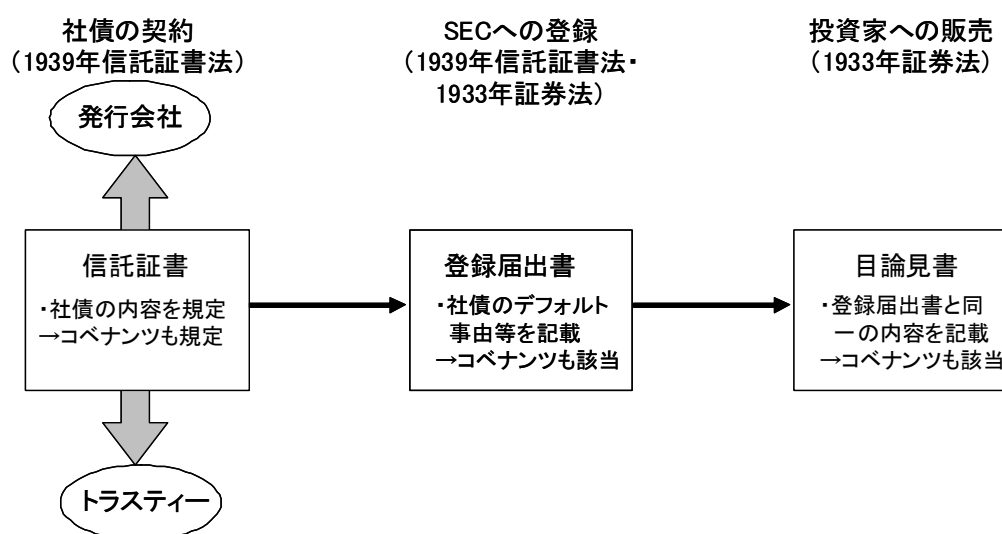 社債の契約
（1939年信託証書法）
SECへの登録
（1939年信託証書法・
1933年証券法）
投資家への販売
（1933年証券法）
発行会社
信託証書
・社債の内容を規定
→コベナンツも規定
登録届出書
・社債のデフォルト
事由等を記載
→コベナンツも該当
目論見書
・登録届出書と同
一の内容を記載
→コベナンツも該当
トラスティー